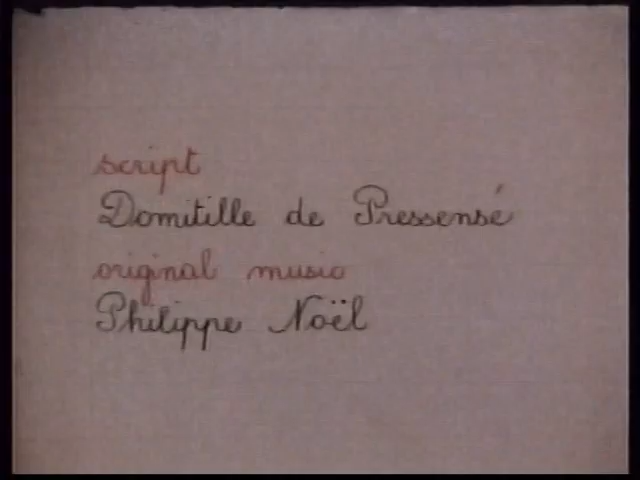 script
Domitille de Pressensé
original music
Philippe Noël